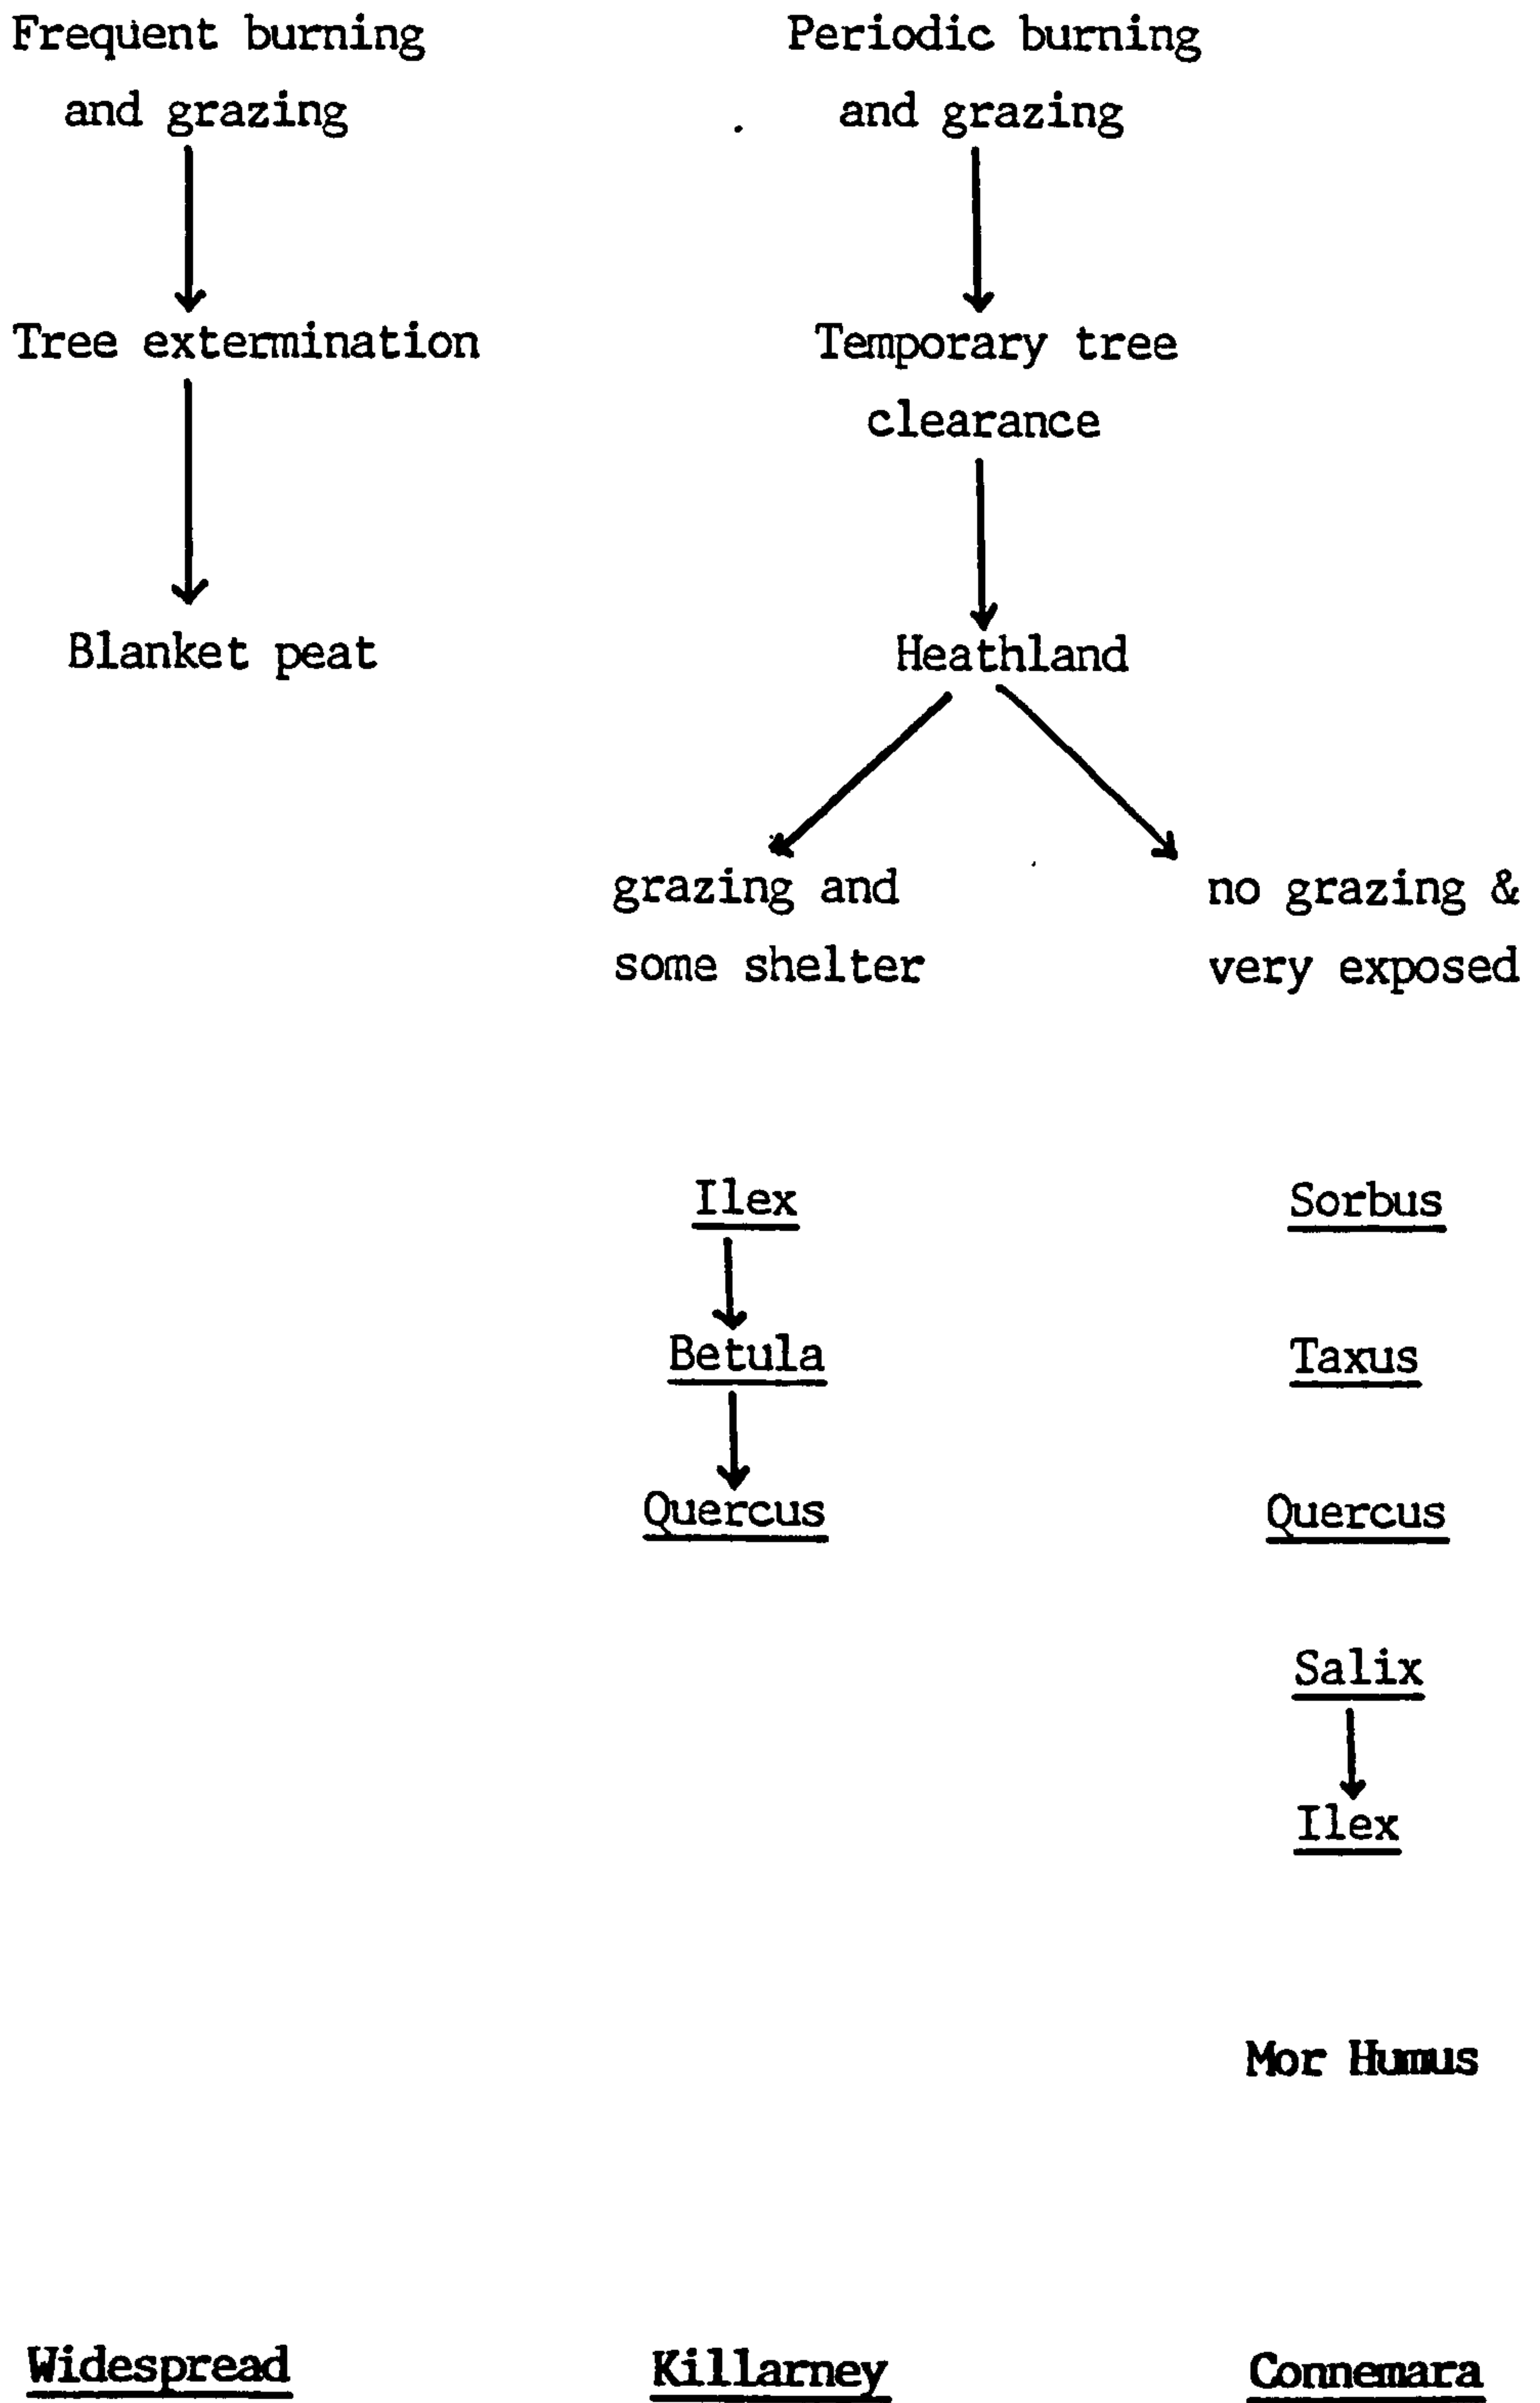 Frequent burning
and grazing
Periodic burning
and grazing
Tree extermination
Temporary tree
clearance
Blanket peat
Heathland
grazing and
some shelter
no grazing &
very exposed
Ilex
Sorbus
Betula
Taxus
Quercus
Quercus
Salix
Ilex
Mor Humus
Widespread
Killarney
Connemara